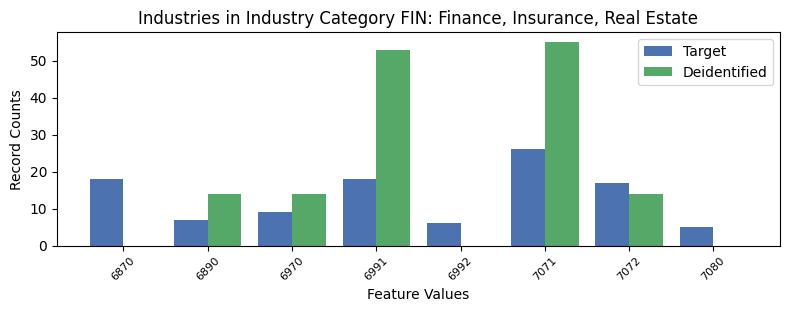 Industries in Industry Category FIN: Finance, Insurance, Real Estate
Target
Deidentified
Record Counts
50
40
30
20
10
0
6870 6890 6970 6991 6992 7071 7072 7080
Feature Values